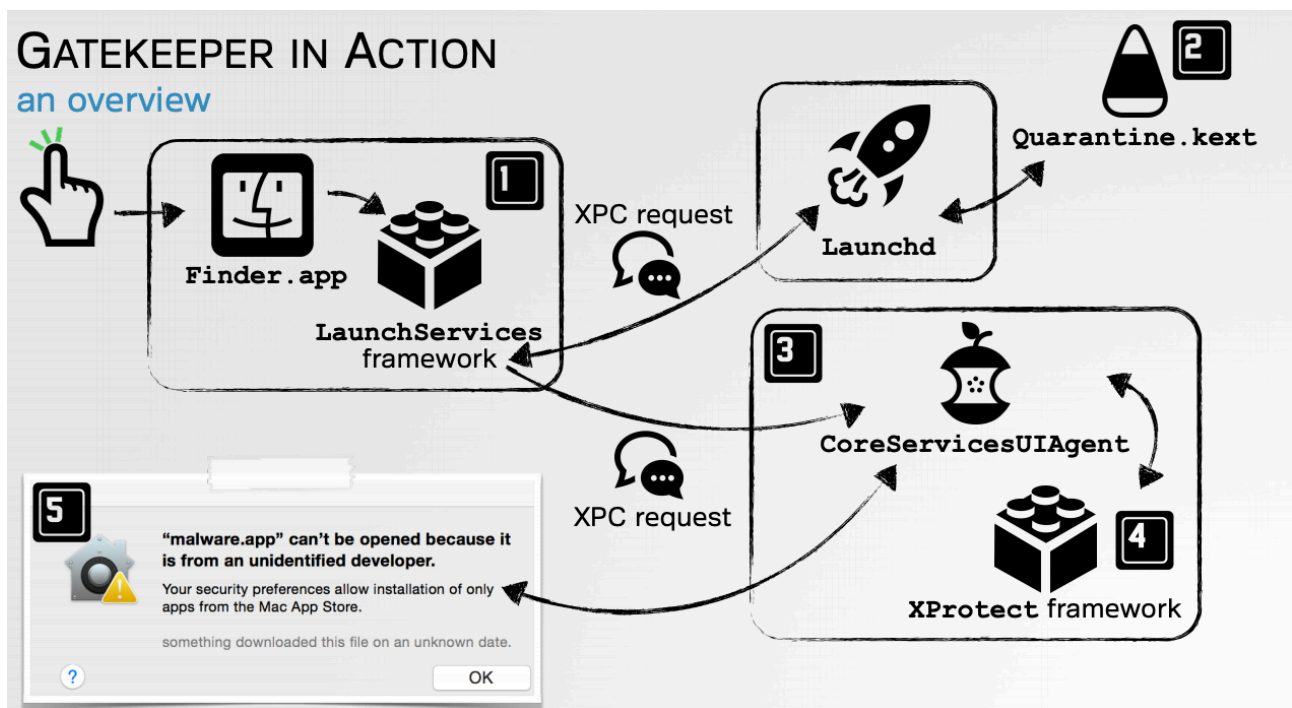 GATEKEEPER IN ACTION
an overview
1
Finder.app
LaunchServices
framework
XPC request
Launchd
2
Quarantine.kext
3
CoreServicesUIAgent
XPC request
4
XProtect framework
5
“malware.app” can’t be opened because it
is from an unidentified developer.
Your security preferences allow installation of only
apps from the Mac App Store.
something downloaded this file on an unknown date.
?
OK